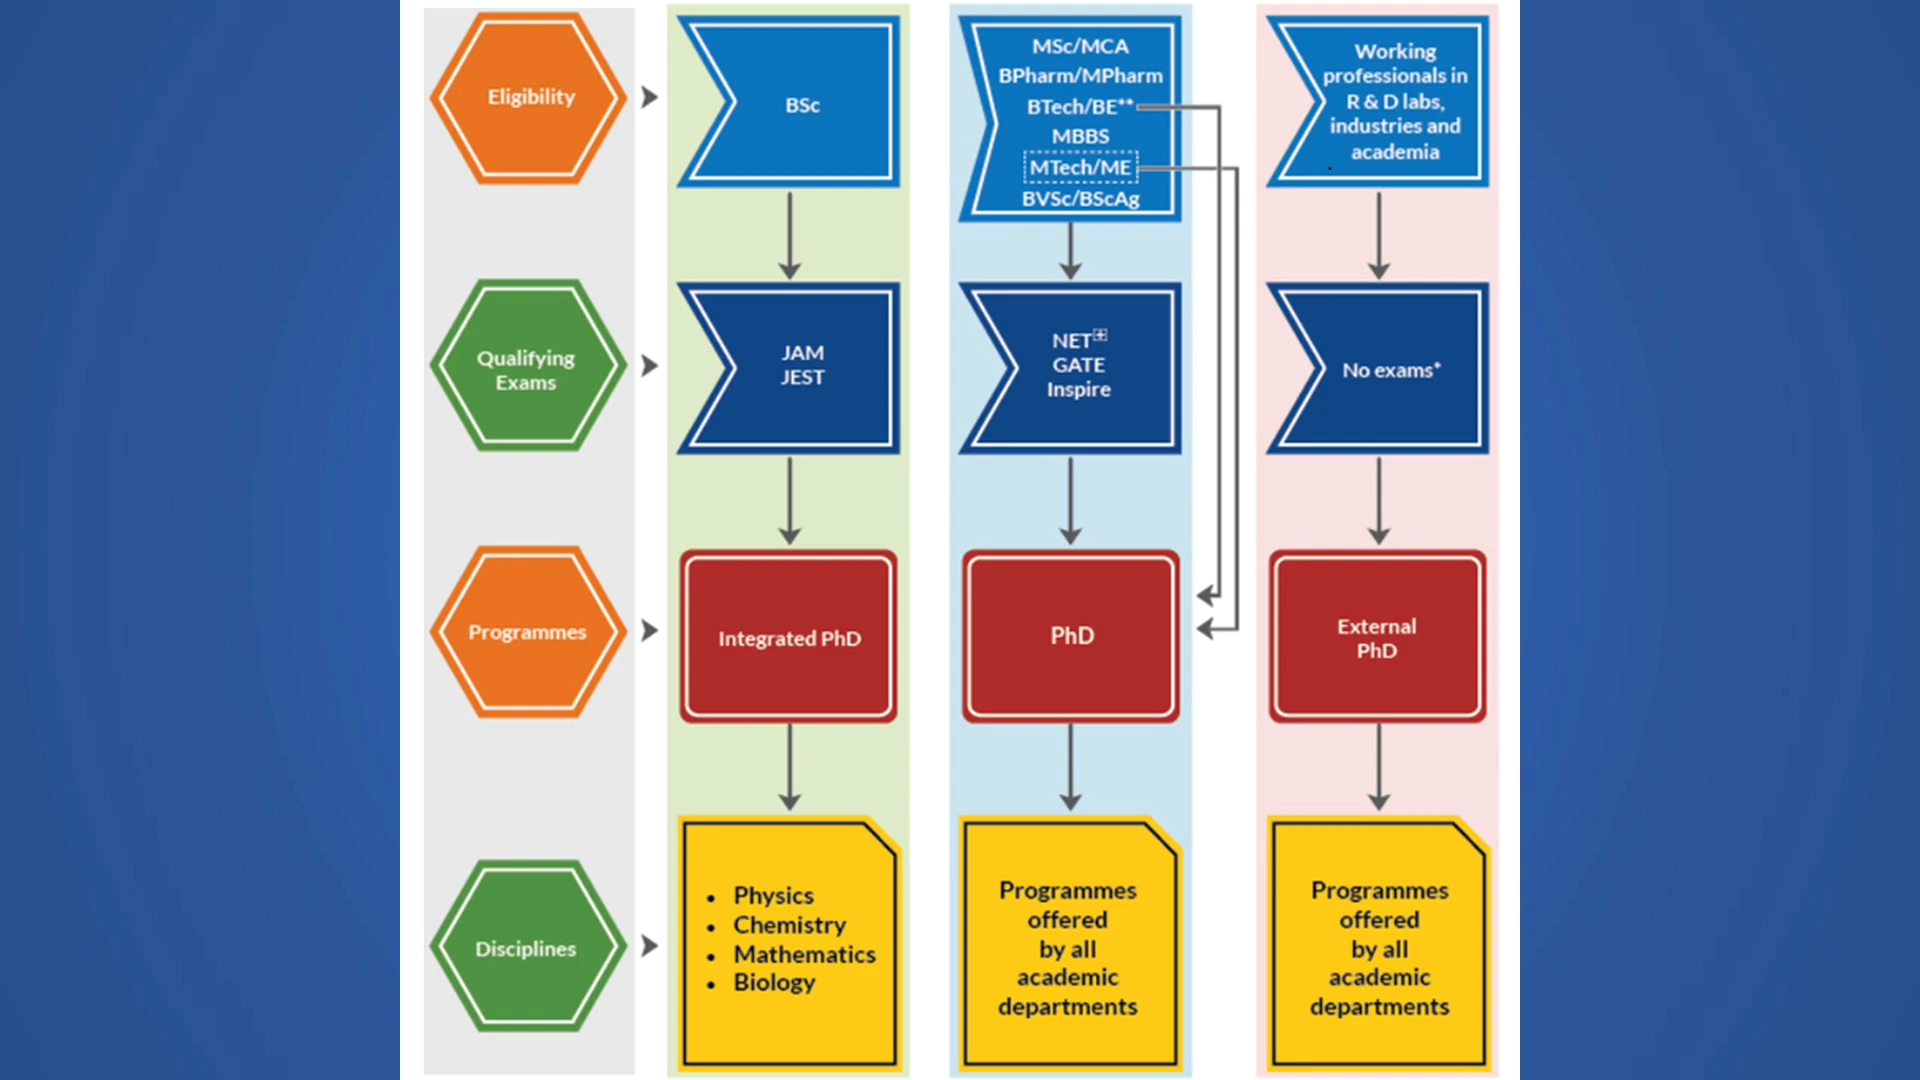 Eligibility
BSc
MSc/MCA
BPharm/MPharm
BTech/BE**
MBBS
MTech/ME
BVSc/BScAg
Working
professionals in
R & D labs,
industries and
academia
Qualifying
Exams
JAM
JEST
NET
GATE
Inspire
No exams*
Programmes
Integrated PhD
PhD
External
PhD
Disciplines
• Physics
• Chemistry
• Mathematics
• Biology
Programmes
offered
by all
academic
departments
Programmes
offered
by all
academic
departments